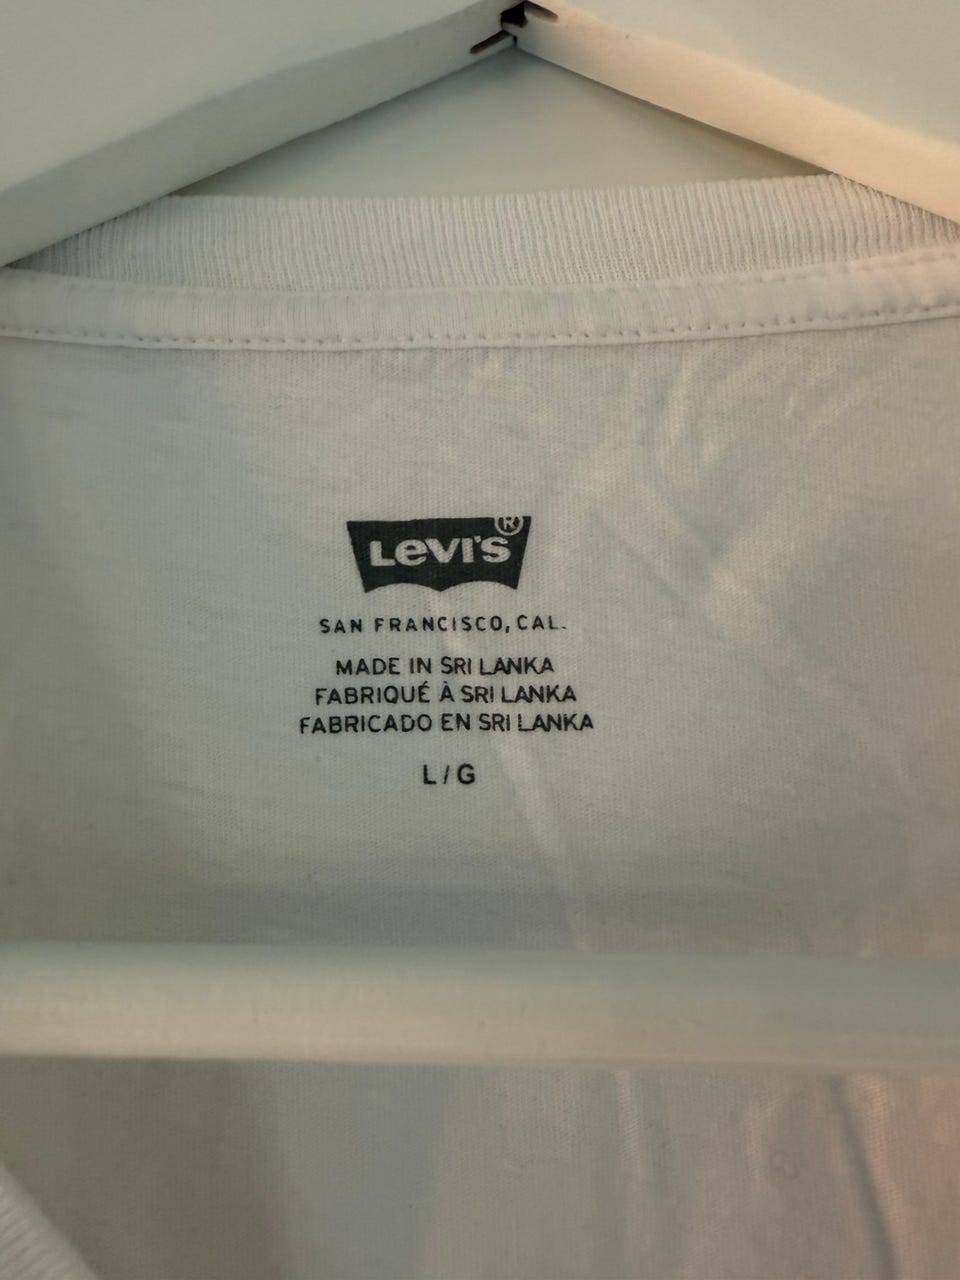 LEVI'S®
SAN FRANCISCO, CAL.
MADE IN SRI LANKA
FABRIQUÉ À SRI LANKA
FABRICADO EN SRI LANKA
L/G